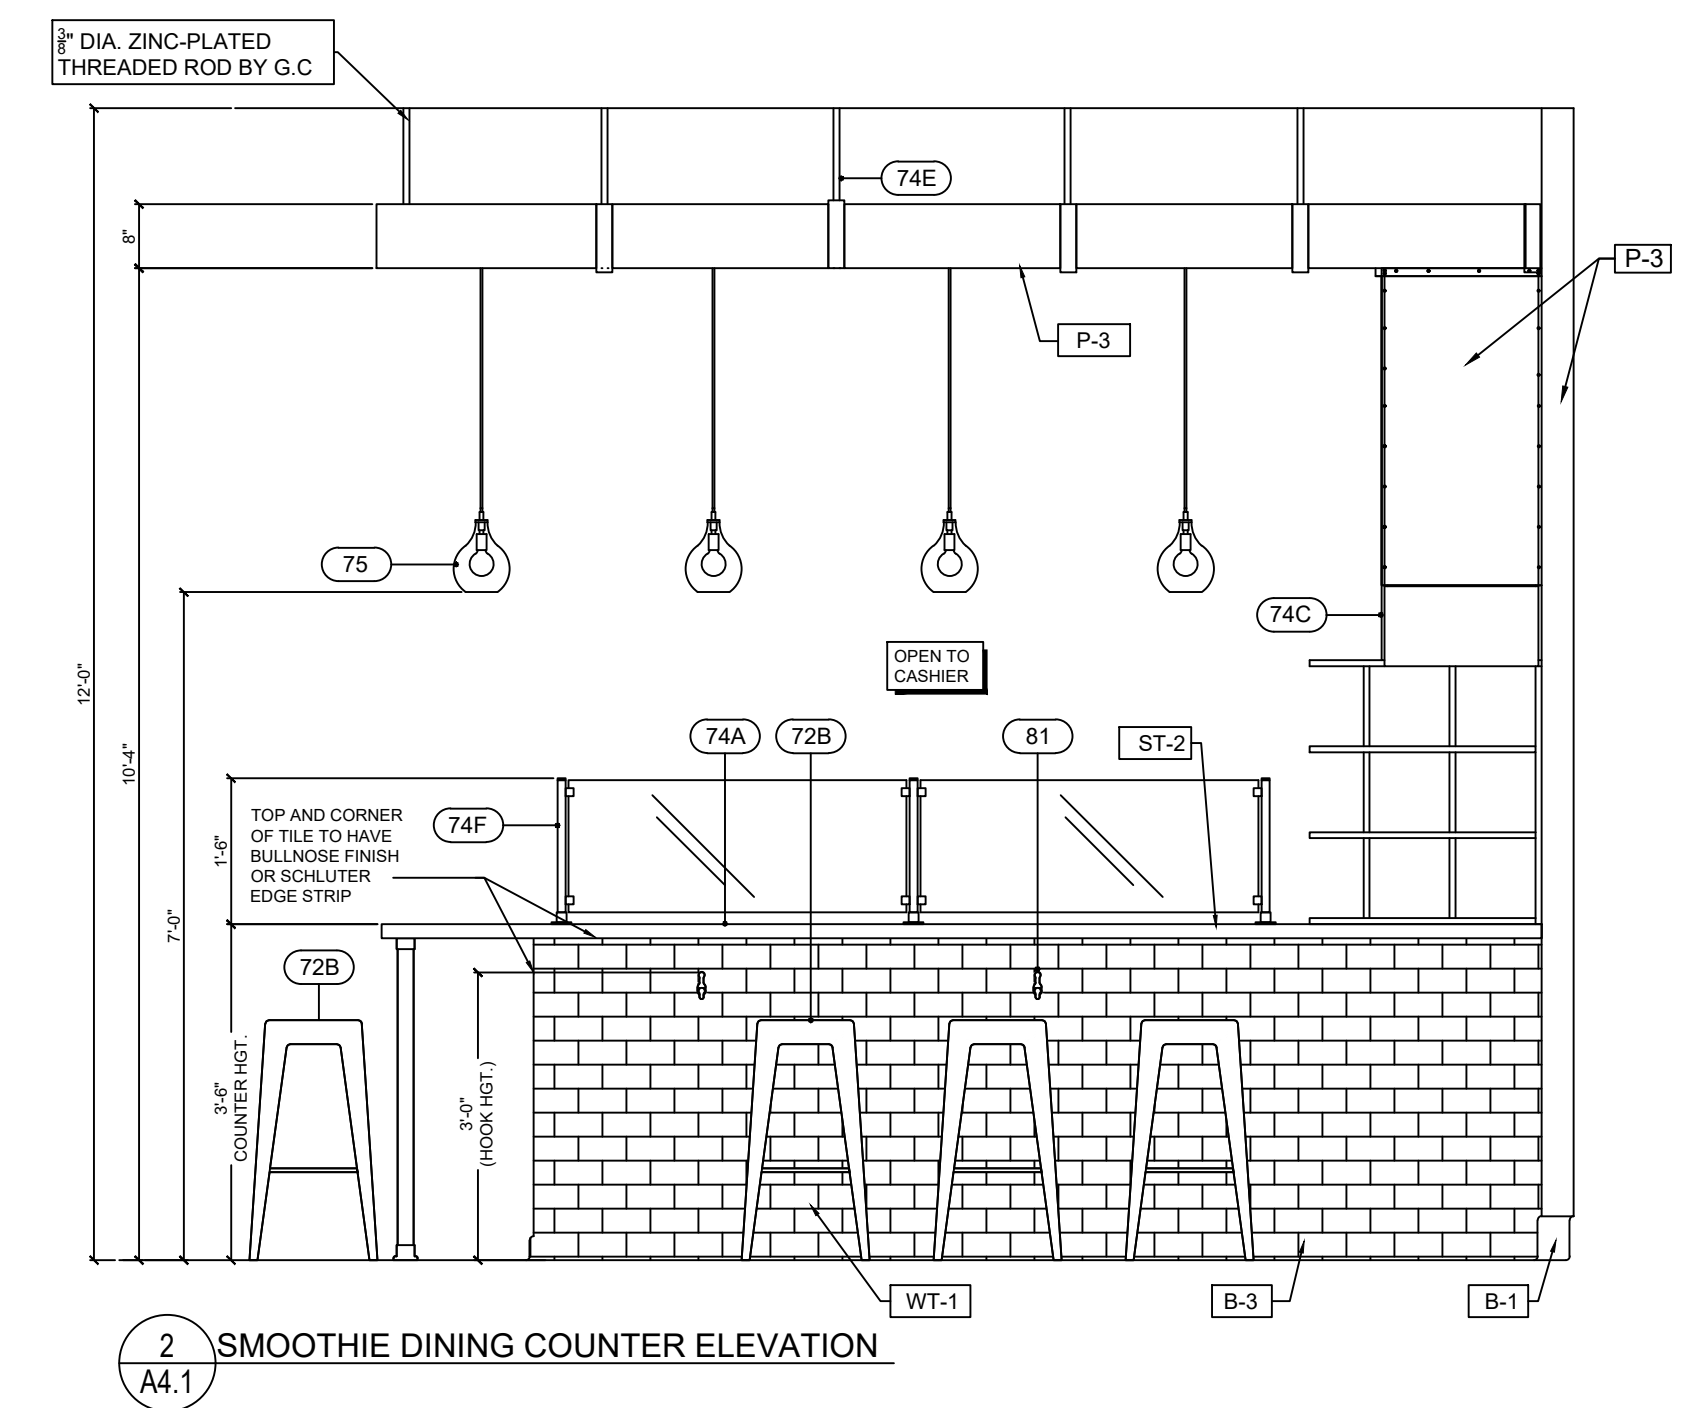 3/8" DIA. ZINC-PLATED
THREADED ROD BY G.C
74E
8"
P-3
P-3
75
74C
12'-0"
OPEN TO
CASHIER
10'-4"
74A
72B
81
ST-2
1'-6"
TOP AND CORNER
OF TILE TO HAVE
BULLNOSE FINISH
OR SCHLUTER
EDGE STRIP
74F
7'-0"
72B
3'-6"
COUNTER HGT.
3'-0"
(HOOK HGT.)
WT-1
B-3
B-1
2
A4.1
SMOOTHIE DINING COUNTER ELEVATION